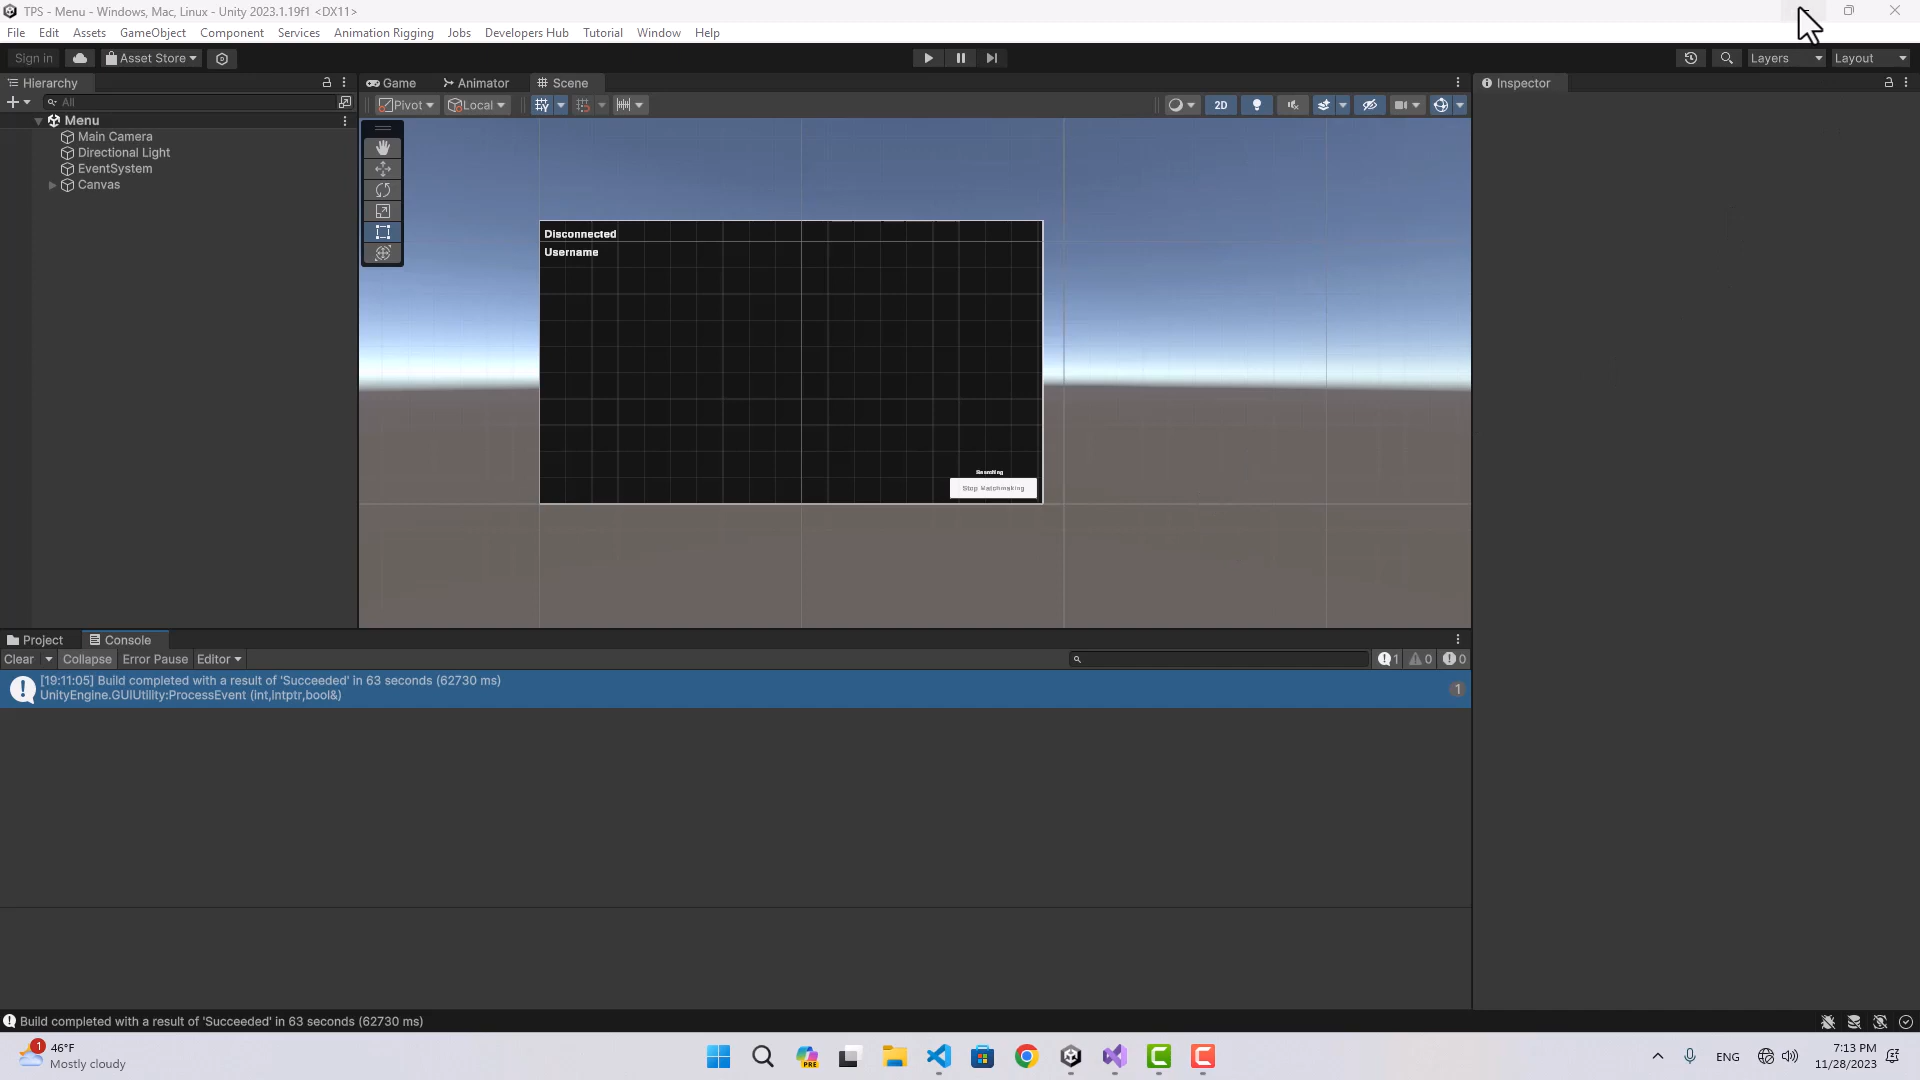 TPS - Menu - Windows, Mac, Linux - Unity 2023.1.19f1 <DX11>
File Edit Assets GameObject Component Services Animation Rigging Jobs Developers Hub Tutorial Window Help
Sign in Asset Store Layers Layout
Hierarchy Game Animator Scene Inspector
All Pivot Local 2D
Menu
Main Camera
Directional Light
EventSystem
Canvas
Disconnected
Username
Searching
Stop Matchmaking
Project Console
Clear Collapse Error Pause Editor 1 0 0
[19:11:05] Build completed with a result of 'Succeeded' in 63 seconds (62730 ms)
UnityEngine.GUIUtility:ProcessEvent (int,intptr,bool&)
1
Build completed with a result of 'Succeeded' in 63 seconds (62730 ms)
1
46°F
Mostly cloudy
PRE
ENG
7:13 PM
11/28/2023